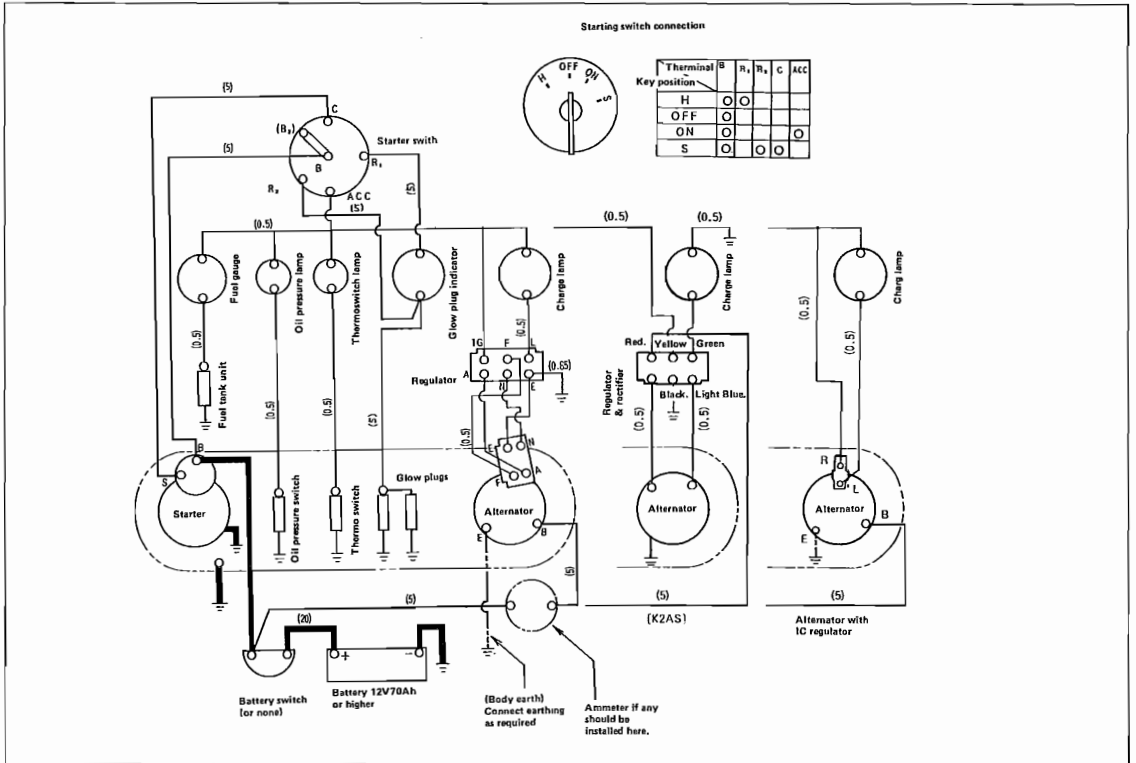 Starting switch connection
H OFF ON S
Therminal
Key position
B R₁ R₂ C ACC
H
OFF
ON
S
(5)
C
(B₂)
Starter swith
(5)
B
R₁
R₂
ACC
(5)
(5)
(0.5)
(0.5)
(0.5)
Fuel gauge
Oil pressure lamp
Thermoswitch lamp
Glow plug indicator
Charge lamp
Charge lamp
Charg lamp
(0.5)
(0.5)
(0.5)
(0.5)
1G F L
Red. Yellow Green
Regulator
A N E
(0.65)
Regulator
& rectifier
Black. Light Blue.
Fuel tank unit
(0.5)
(0.5)
(5)
(0.5)
(0.5)
(0.5)
B
S
Starter
Oil pressure switch
Thermo switch
Glow plugs
E N
F A
Alternator
E
B
Alternator
R
L
Alternator
B
E
(5)
(5)
(20)
(5)
(K2AS)
(5)
Alternator with
IC regulator
+ -
Battery switch
(or none)
Battery 12V70Ah
or higher
(Body earth)
Connect earthing
as required
Ammeter if any
should be
installed here.